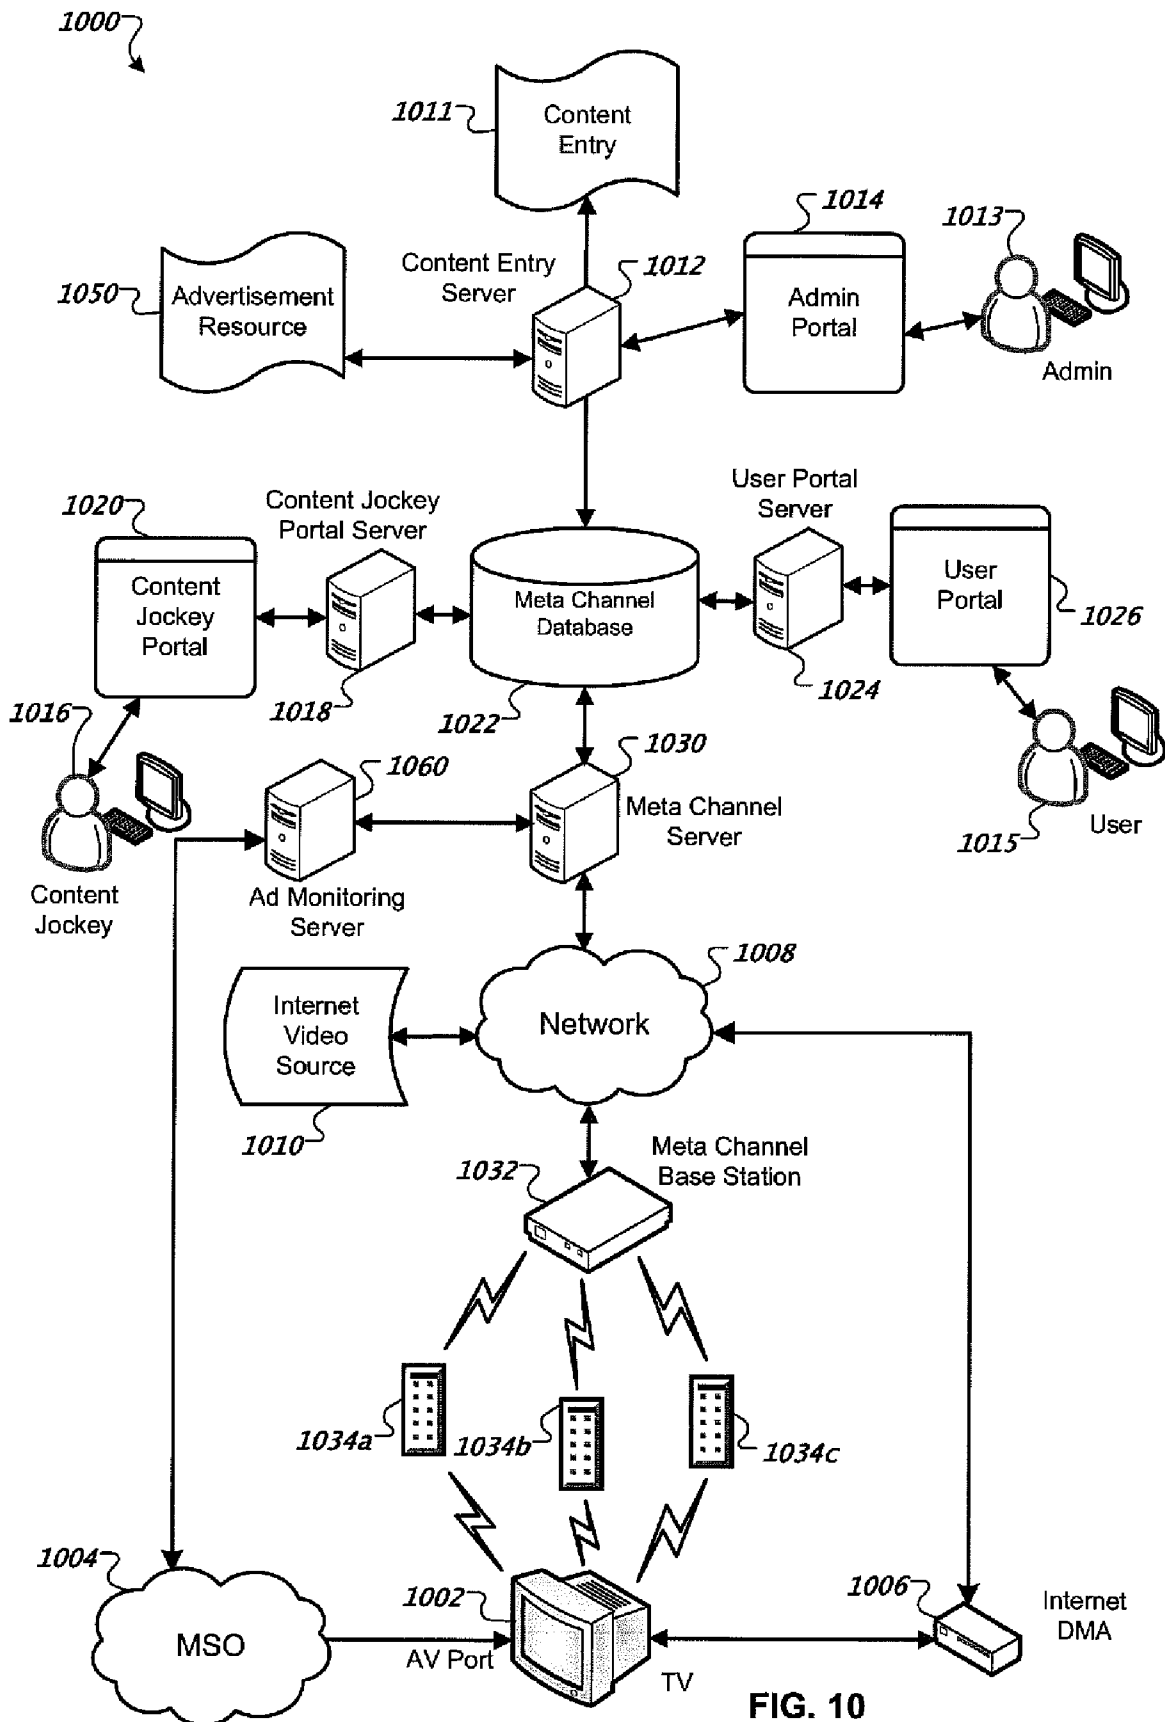 1000
1011
Content
Entry
1014
1013
Content Entry
Server
1012
1050
Advertisement
Resource
Admin
Portal
Admin
User Portal
Server
1020
Content Jockey
Portal Server
Content
Jockey
Portal
Meta Channel
Database
User
Portal
1026
1016
1018
1022
1024
1060
1030
Meta Channel
Server
1015
User
Content
Jockey
Ad Monitoring
Server
1008
Internet
Video
Source
Network
1010
Meta Channel
Base Station
1032
1034a
1034b
1034c
1004
1002
1006
Internet
DMA
MSO
AV Port
TV
FIG. 10